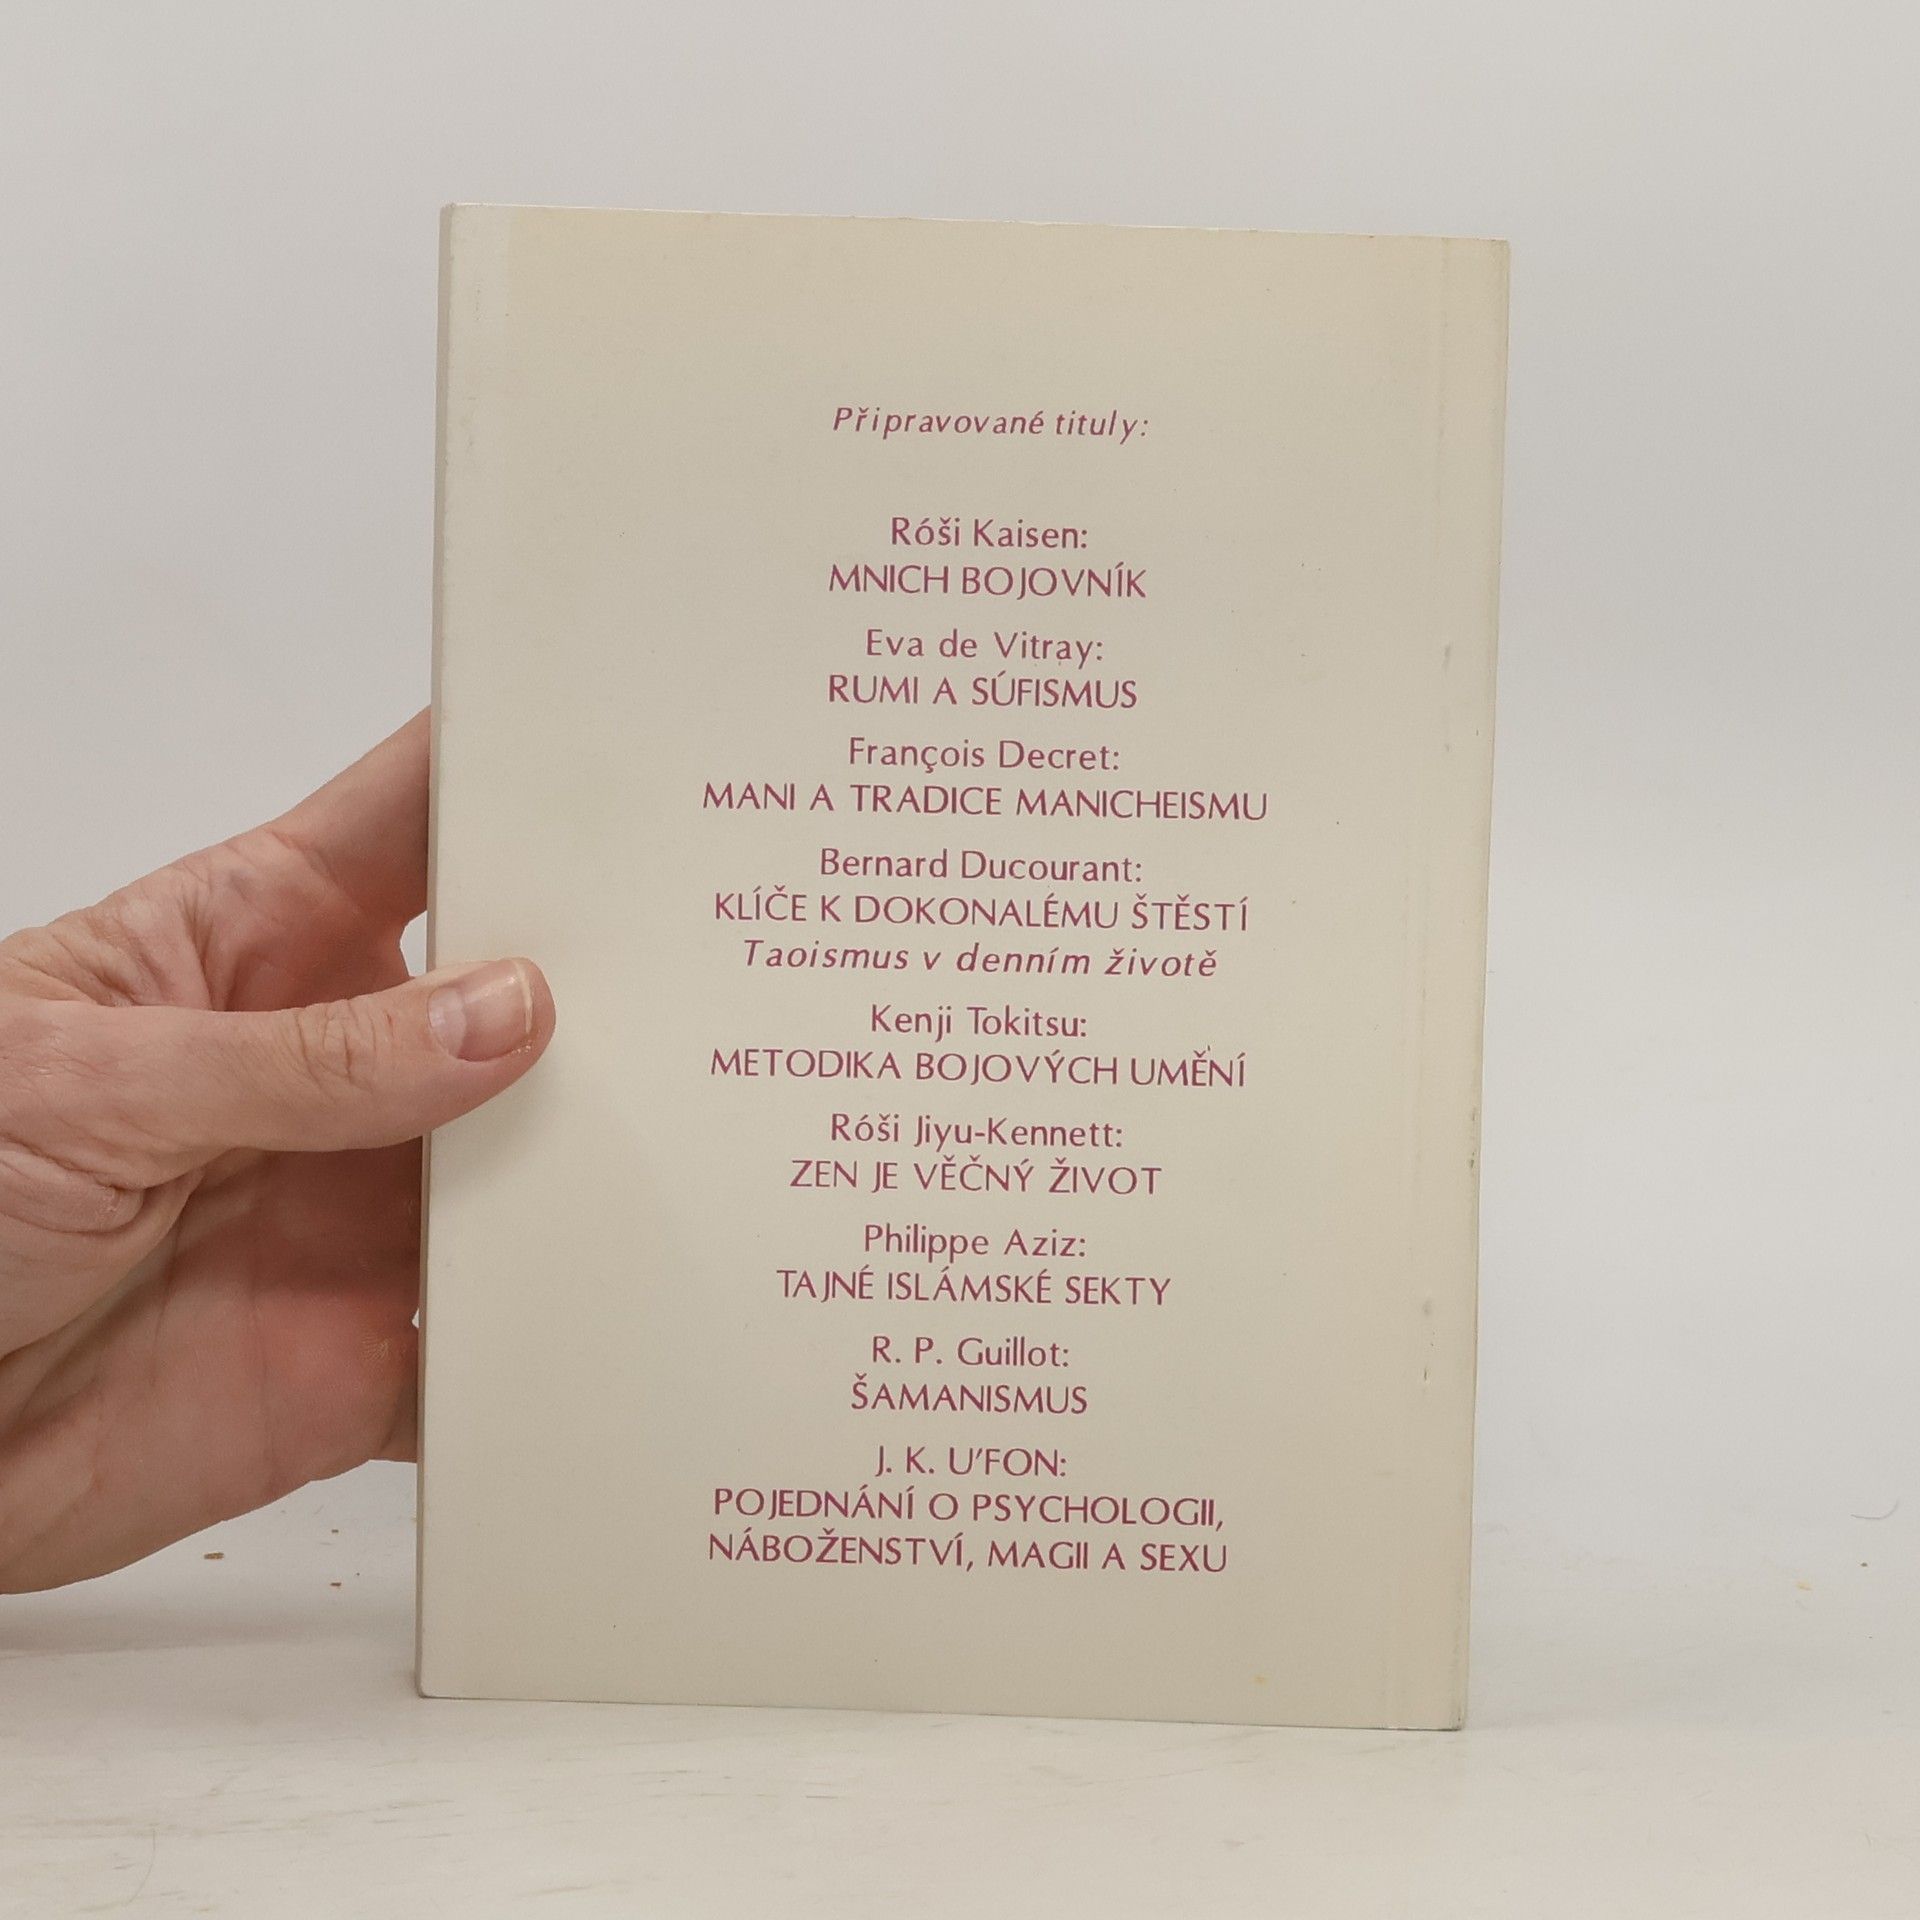 Připravované tituly:
Róši Kaisen:
MNICH BOJOVNÍK
Eva de Vitray:
RUMI A SÚFISMUS
François Decret:
MANI A TRADICE MANICHEISMU
Bernard Ducourant:
KLÍČE K DOKONALÉMU ŠTĚSTÍ
Taoismus v denním životě
Kenji Tokitsu:
METODIKA BOJOVÝCH UMĚNÍ
Róši Jiyu-Kennett:
ZEN JE VĚČNÝ ŽIVOT
Philippe Aziz:
TAJNÉ ISLÁMSKÉ SEKTY
R. P. Guillot:
ŠAMANISMUS
J. K. U'FON:
POJEDNÁNÍ O PSYCHOLOGII,
NÁBOŽENSTVÍ, MAGII A SEXU